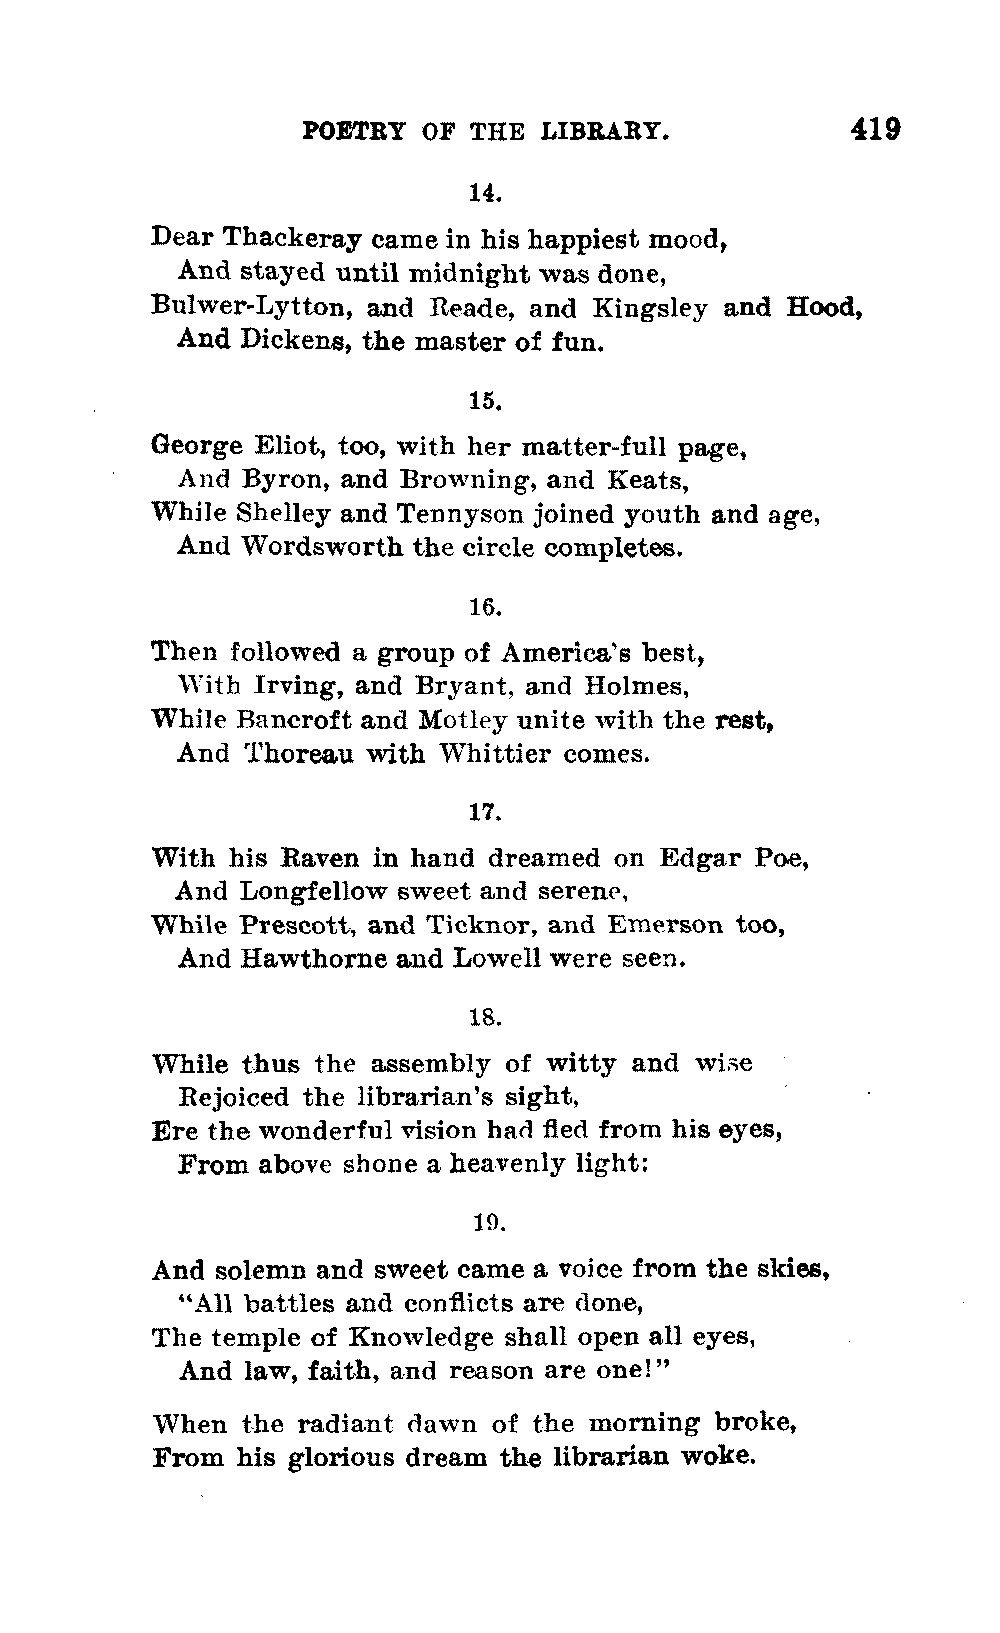 POETRY OF THE LIBRARY. 419
14.
Dear Thackeray came in his happiest mood,
And stayed until midnight was done,
Bulwer-Lytton, and Reade, and Kingsley and Hood,
And Dickens, the master of fun.
15.
George Eliot, too, with her matter-full page,
And Byron, and Browning, and Keats,
While Shelley and Tennyson joined youth and age,
And Wordsworth the circle completes.
16.
Then followed a group of America's best,
With Irving, and Bryant, and Holmes,
While Bancroft and Motley unite with the rest,
And Thoreau with Whittier comes.
17.
With his Raven in hand dreamed on Edgar Poe,
And Longfellow sweet and serene,
While Prescott, and Ticknor, and Emerson too,
And Hawthorne and Lowell were seen.
18.
While thus the assembly of witty and wise
Rejoiced the librarian's sight,
Ere the wonderful vision had fled from his eyes,
From above shone a heavenly light:
19.
And solemn and sweet came a voice from the skies,
"All battles and conflicts are done,
The temple of Knowledge shall open all eyes,
And law, faith, and reason are one!"
When the radiant dawn of the morning broke,
From his glorious dream the librarian woke.